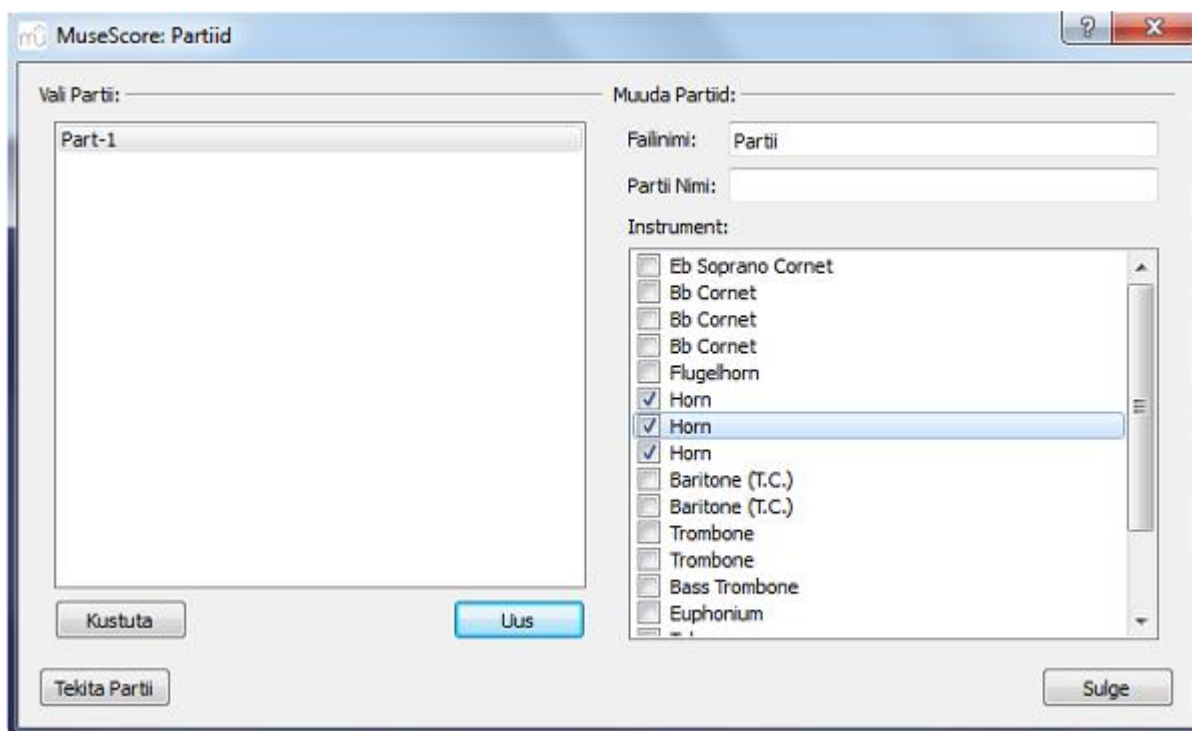 MuseScore: Partiid
Vali Partii:
Part-1
Kustuta
Uus
Tekita Partii
Muuda Partiid:
Failinimi: Partii
Partii Nimi:
Instrument:
Eb Soprano Cornet
Bb Cornet
Bb Cornet
Bb Cornet
Flugelhorn
Horn
Horn
Horn
Baritone (T.C.)
Baritone (T.C.)
Trombone
Trombone
Bass Trombone
Euphonium
Sulge